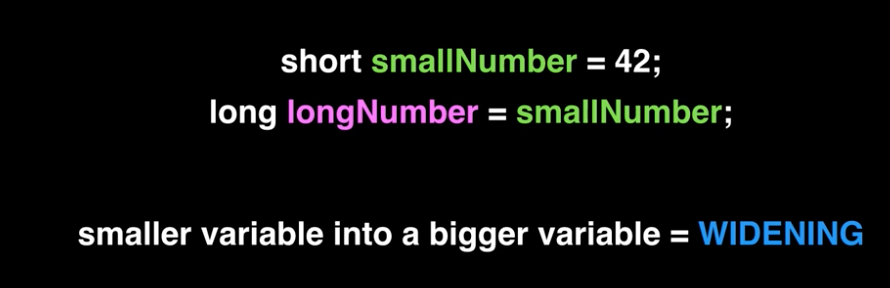 short smallNumber = 42;
long longNumber = smallNumber;
smaller variable into a bigger variable = WIDENING